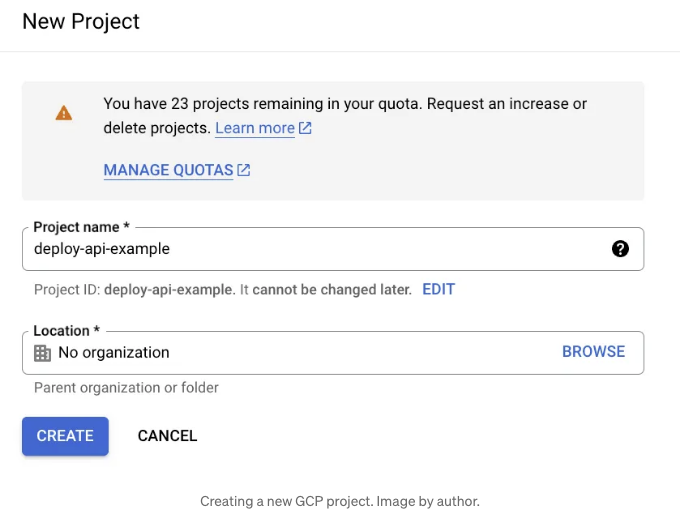 New Project
You have 23 projects remaining in your quota. Request an increase or
delete projects. Learn more
MANAGE QUOTAS
Project name *
deploy-api-example
Project ID: deploy-api-example. It cannot be changed later. EDIT
Location *
No organization BROWSE
Parent organization or folder
CREATE CANCEL
Creating a new GCP project. Image by author.